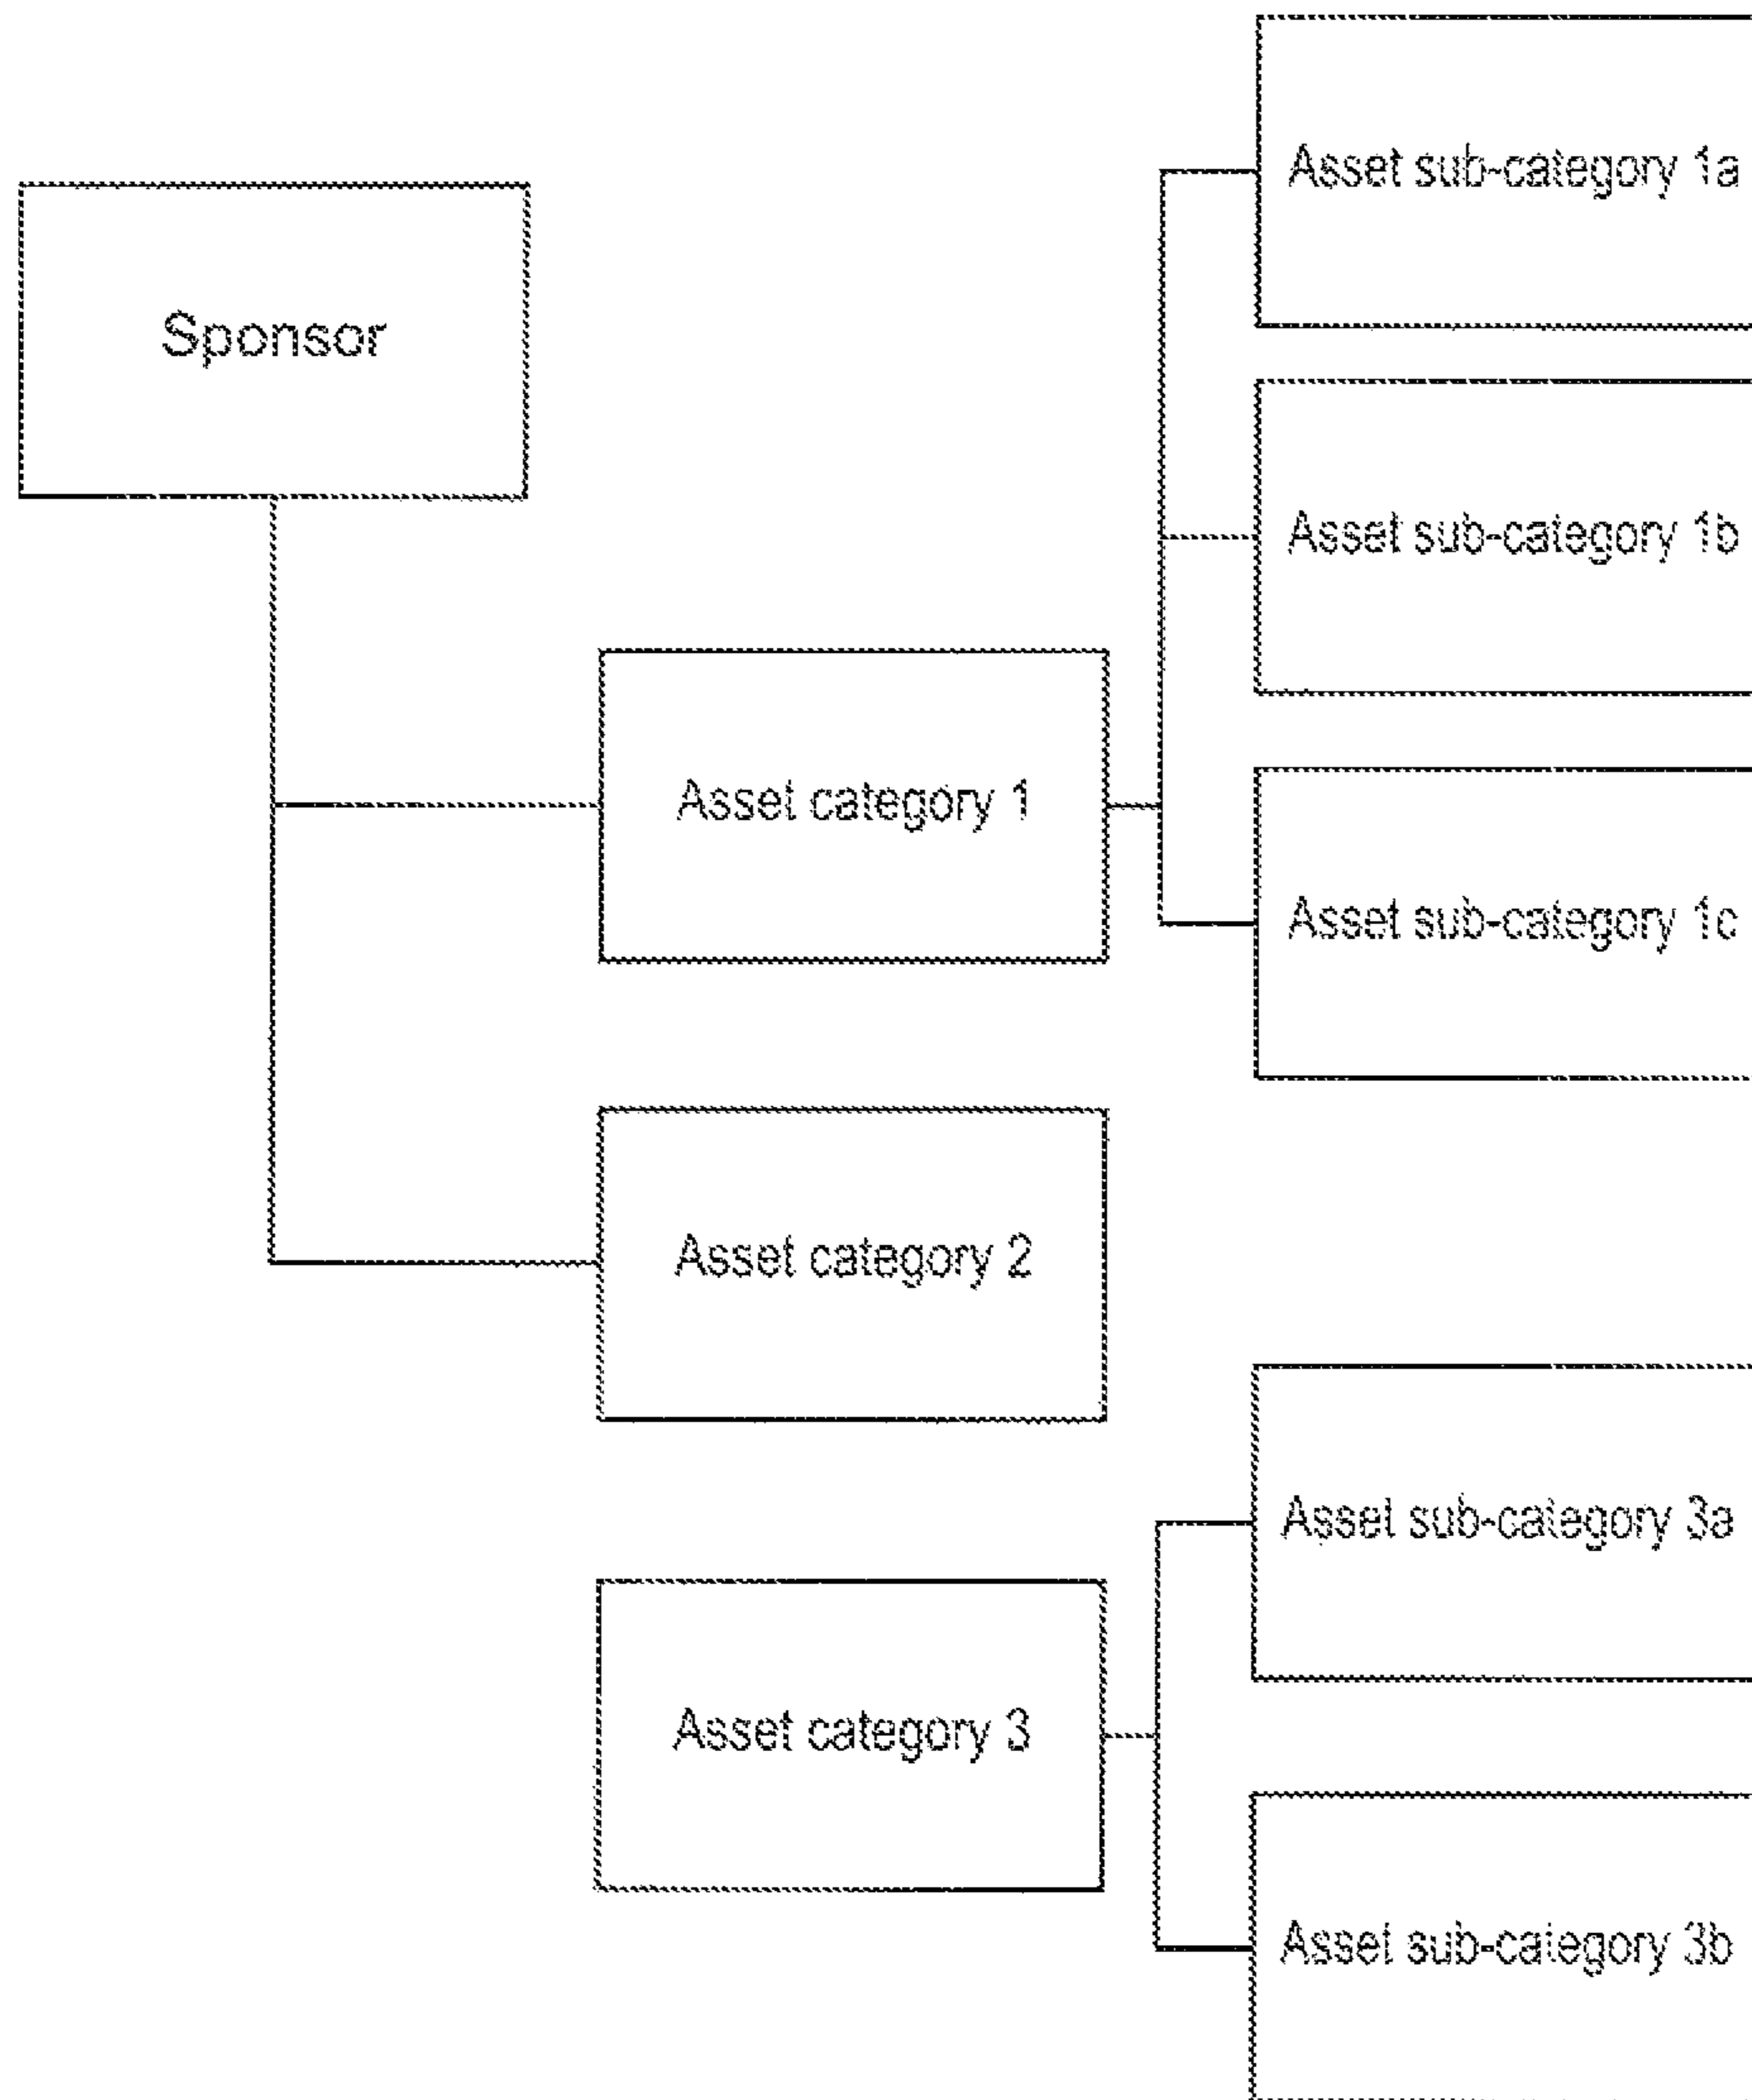 Sponsor
Asset category 1
Asset sub-category 1a
Asset sub-category 1b
Asset sub-category 1c
Asset category 2
Asset category 3
Asset sub-category 3a
Asset sub-category 3b